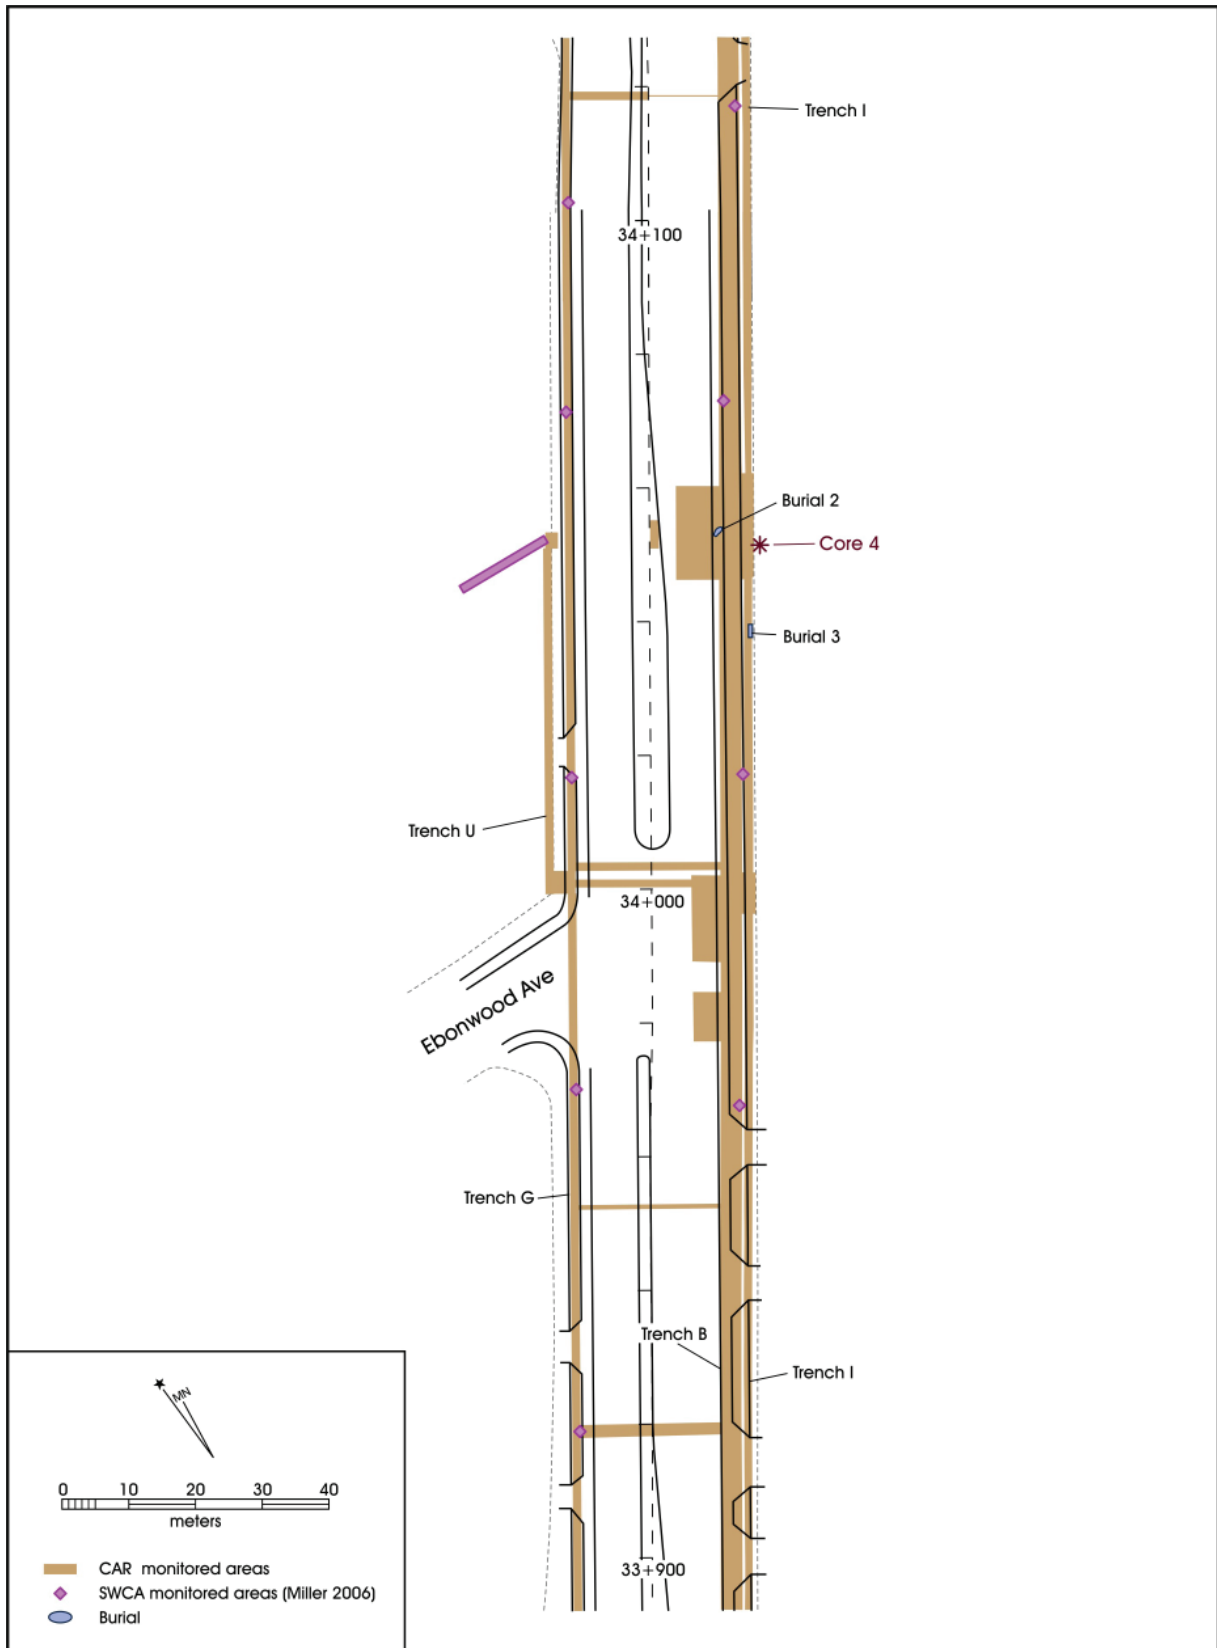 Trench I
34+100
Burial 2
Core 4
Burial 3
Trench U
34+000
Ebonwood Ave
Trench G
Trench B
Trench I
MN
0 10 20 30 40
meters
33+900
CAR monitored areas
SWCA monitored areas (Miller 2006)
Burial